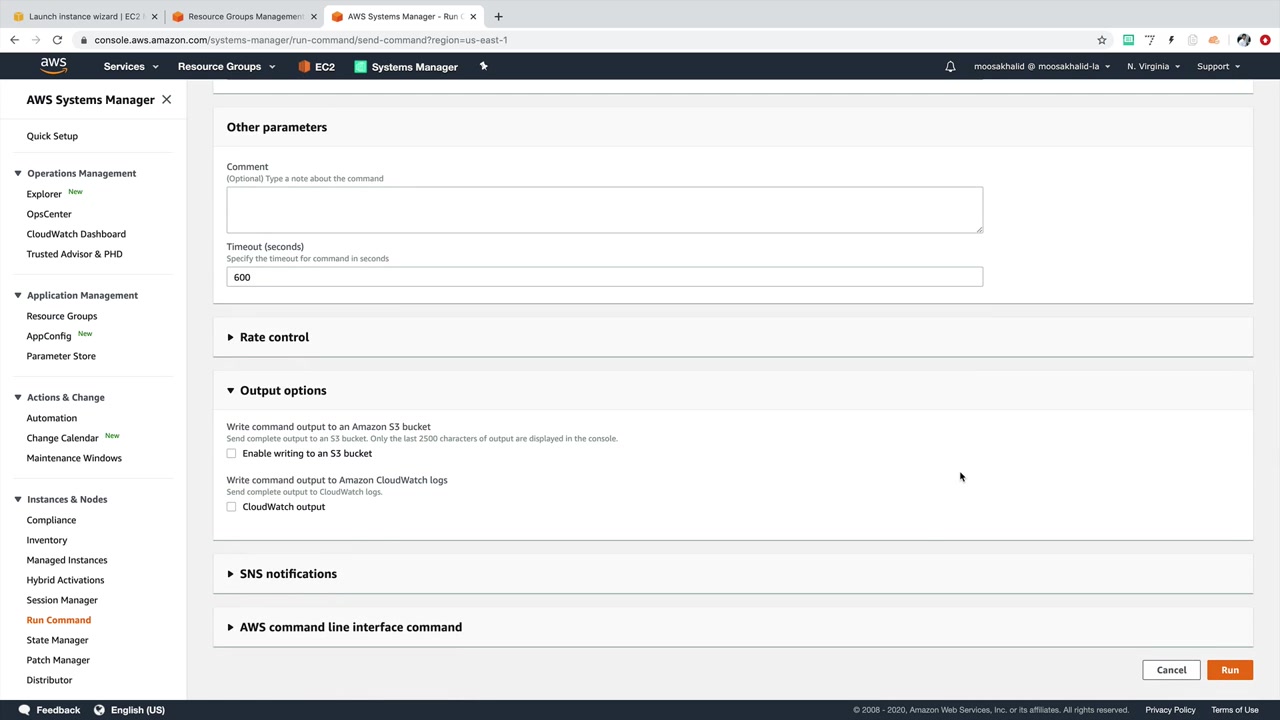 Launch instance wizard | EC2
Resource Groups Management
AWS Systems Manager - Run C
console.aws.amazon.com/systems-manager/run-command/send-command?region=us-east-1
aws
Services
Resource Groups
EC2
Systems Manager
moosakhalid @ moosakhalid-la
N. Virginia
Support
AWS Systems Manager
Quick Setup
Operations Management
Explorer New
OpsCenter
CloudWatch Dashboard
Trusted Advisor & PHD
Application Management
Resource Groups
AppConfig New
Parameter Store
Actions & Change
Automation
Change Calendar New
Maintenance Windows
Instances & Nodes
Compliance
Inventory
Managed Instances
Hybrid Activations
Session Manager
Run Command
State Manager
Patch Manager
Distributor
Other parameters
Comment
(Optional) Type a note about the command
Timeout (seconds)
Specify the timeout for command in seconds
600
Rate control
Output options
Write command output to an Amazon S3 bucket
Send complete output to an S3 bucket. Only the last 2500 characters of output are displayed in the console.
Enable writing to an S3 bucket
Write command output to Amazon CloudWatch logs
Send complete output to CloudWatch logs.
CloudWatch output
SNS notifications
AWS command line interface command
Cancel
Run
Feedback
English (US)
© 2008 - 2020, Amazon Web Services, Inc. or its affiliates. All rights reserved.
Privacy Policy
Terms of Use